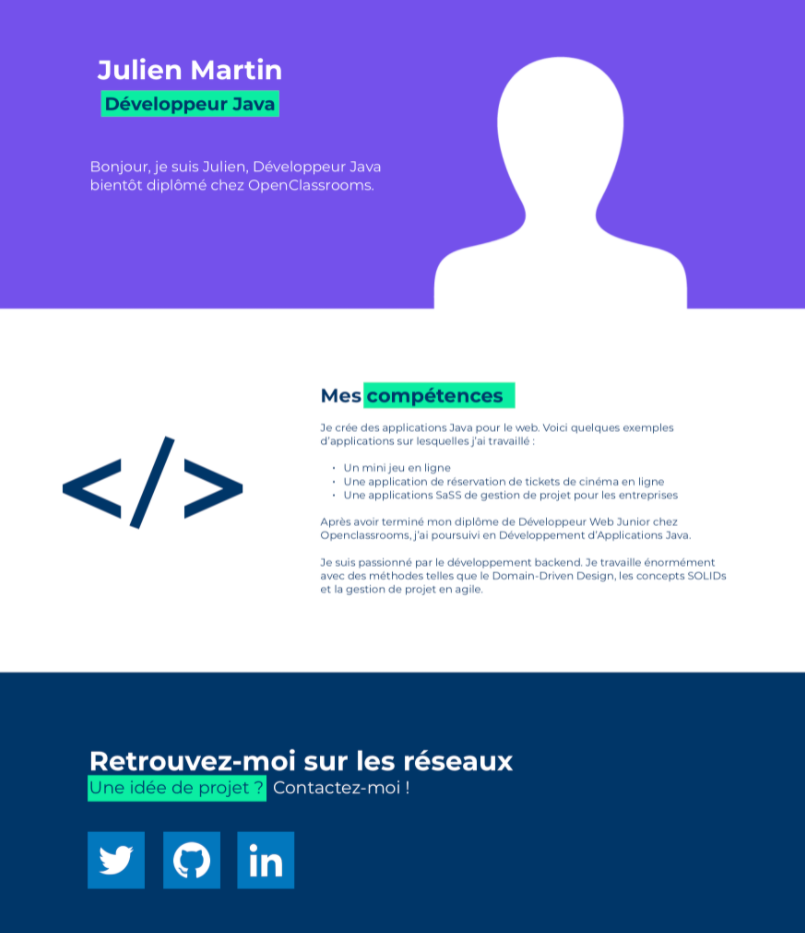 Julien Martin
Développeur Java
Bonjour, je suis Julien, Développeur Java
bientôt diplômé chez OpenClassrooms.
</>
Mes compétences
Je crée des applications Java pour le web. Voici quelques exemples
d'applications sur lesquelles j'ai travaillé :
• Un mini jeu en ligne
• Une application de réservation de tickets de cinéma en ligne
• Une applications SaSS de gestion de projet pour les entreprises
Après avoir terminé mon diplôme de Développeur Web Junior chez
Openclassrooms, j'ai poursuivi en Développement d'Applications Java.
Je suis passionné par le développement backend. Je travaille énormément
avec des méthodes telles que le Domain-Driven Design, les concepts SOLIDs
et la gestion de projet en agile.
Retrouvez-moi sur les réseaux
Une idée de projet ? Contactez-moi !
in